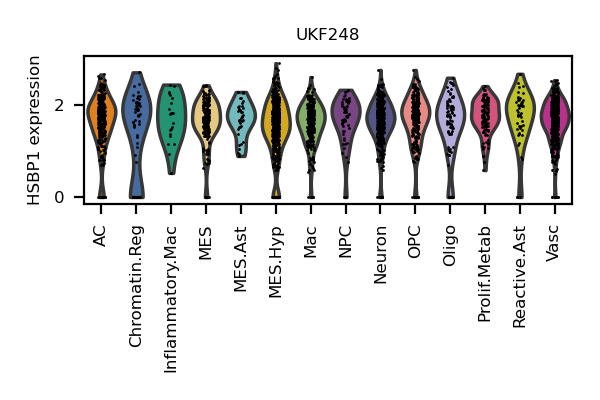 UKF248
HSBP1 expression
2
0
AC
Chromatin.Reg
Inflammatory.Mac
MES
MES.Ast
MES.Hyp
Mac
NPC
Neuron
OPC
Oligo
Prolif.Metab
Reactive.Ast
Vasc